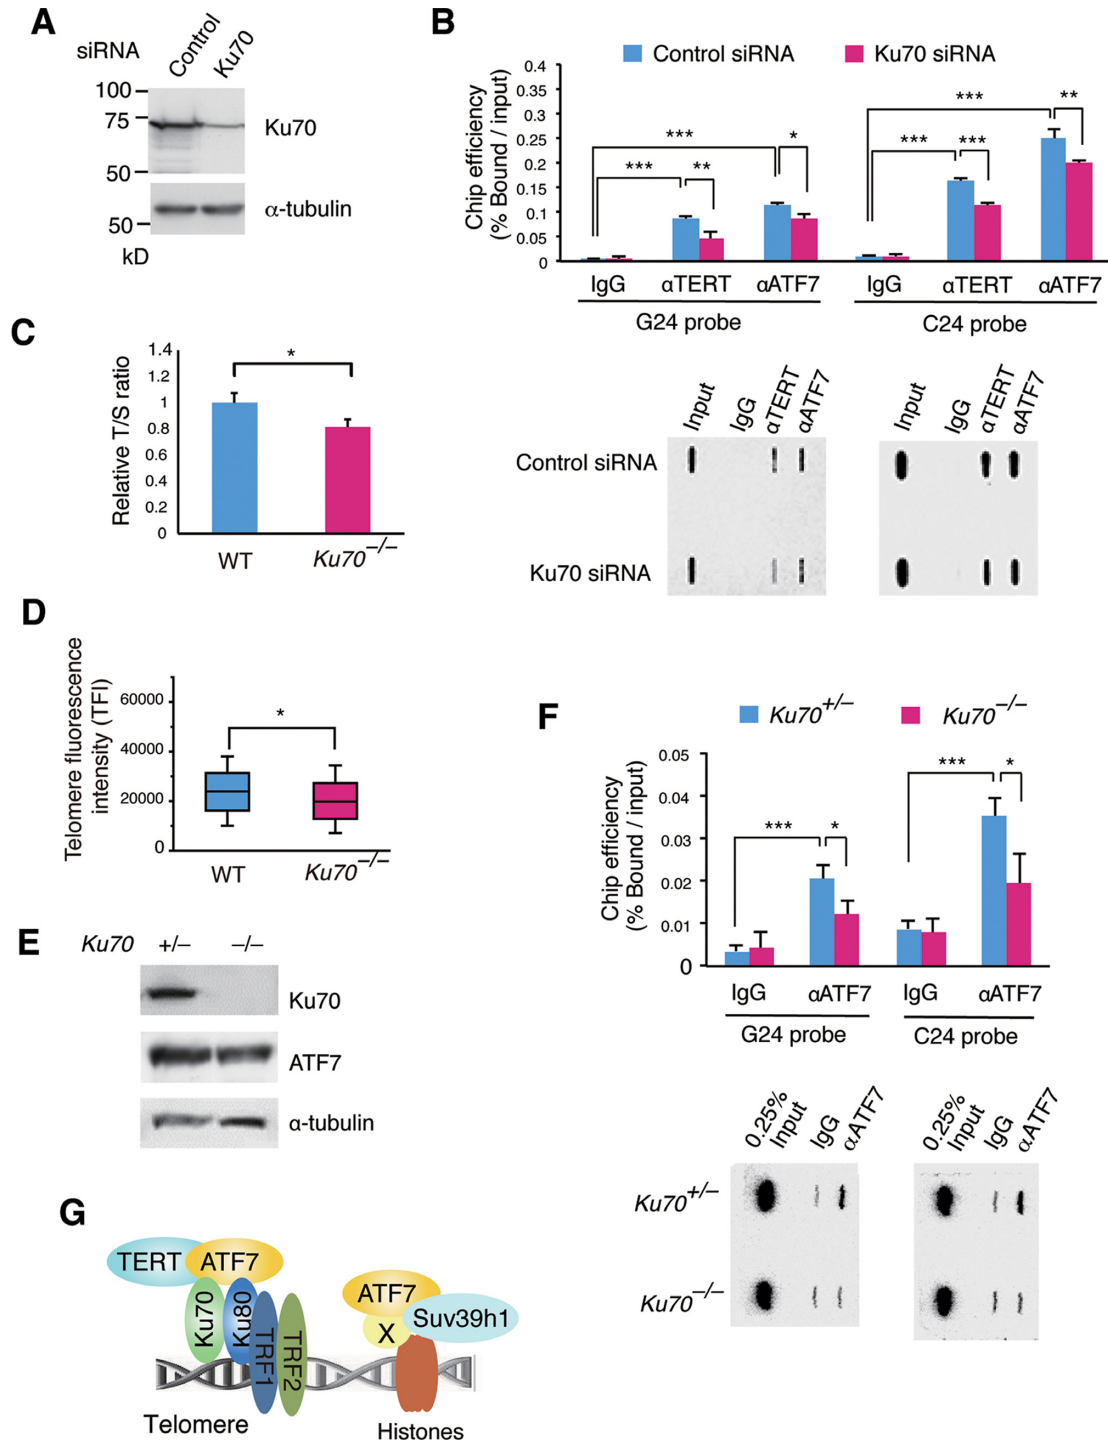 A
siRNA Control Ku70
100
75
50
50
kD
Ku70
α-tubulin
B
Control siRNA Ku70 siRNA
Chip efficiency
(% Bound / input)
0.4
0.35
0.3
0.25
0.2
0.15
0.1
0.05
0
*** ** *** *
*** *** *** **
IgG αTERT αATF7 IgG αTERT αATF7
G24 probe C24 probe
Input IgG αTERT αATF7 Input IgG αTERT αATF7
Control siRNA
Ku70 siRNA
C
Relative T/S ratio
1.4
1.2
1
0.8
0.6
0.4
0.2
0
*
WT Ku70–/–
D
Telomere fluorescence
intensity (TFI)
60000
40000
20000
0
*
WT Ku70–/–
E
Ku70 +/– –/–
Ku70
ATF7
α-tubulin
F
Ku70+/– Ku70–/–
Chip efficiency
(% Bound / input)
0.05
0.04
0.03
0.02
0.01
0
*** * *** *
IgG αATF7 IgG αATF7
G24 probe C24 probe
0.25% Input IgG αATF7 0.25% Input IgG αATF7
Ku70+/–
Ku70–/–
G
TERT ATF7
Ku70 Ku80 TRF1 TRF2
ATF7
X Suv39h1
Telomere Histones